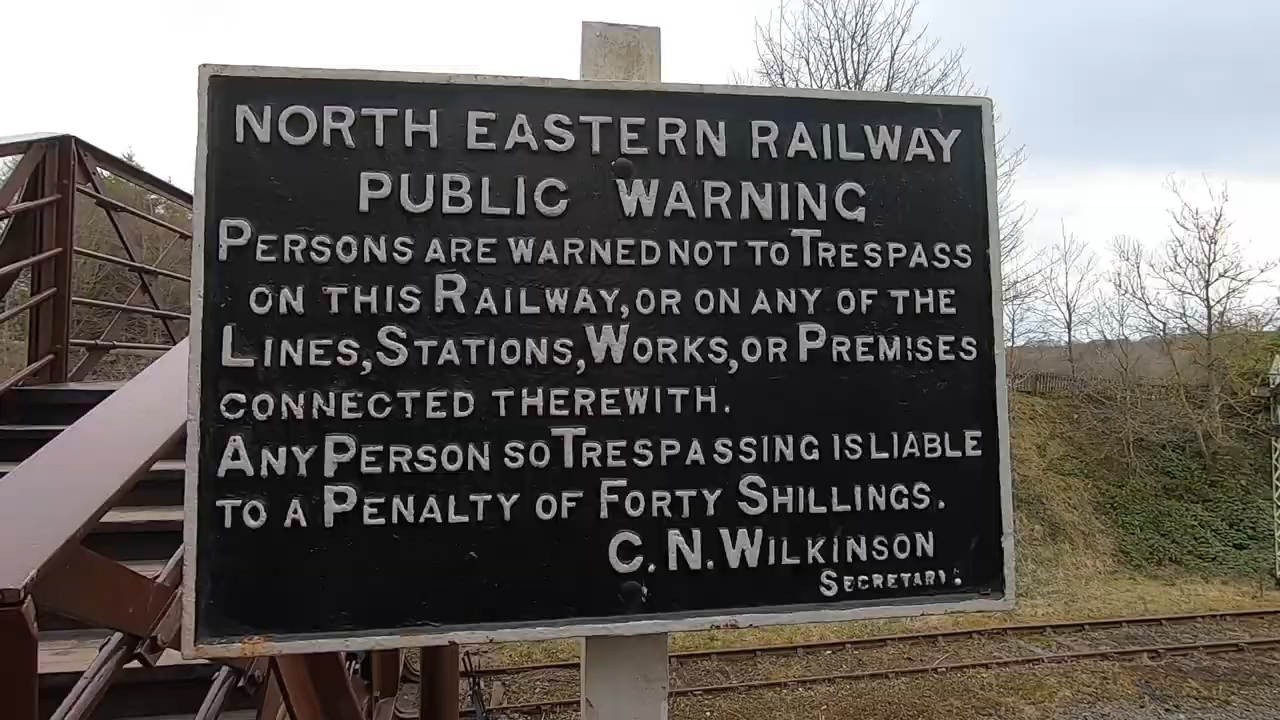 NORTH EASTERN RAILWAY
PUBLIC WARNING
PERSONS ARE WARNED NOT TO TRESPASS
ON THIS RAILWAY, OR ON ANY OF THE
LINES, STATIONS, WORKS, OR PREMISES
CONNECTED THEREWITH.
ANY PERSON SO TRESPASSING IS LIABLE
TO A PENALTY OF FORTY SHILLINGS.
C. N. WILKINSON
SECRETARY.